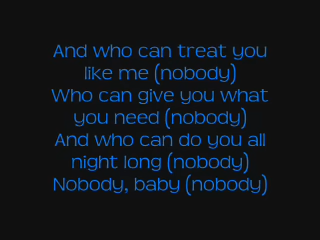 And who can treat you
like me (nobody)
Who can give you what
you need (nobody)
And who can do you all
night long (nobody)
Nobody, baby (nobody)